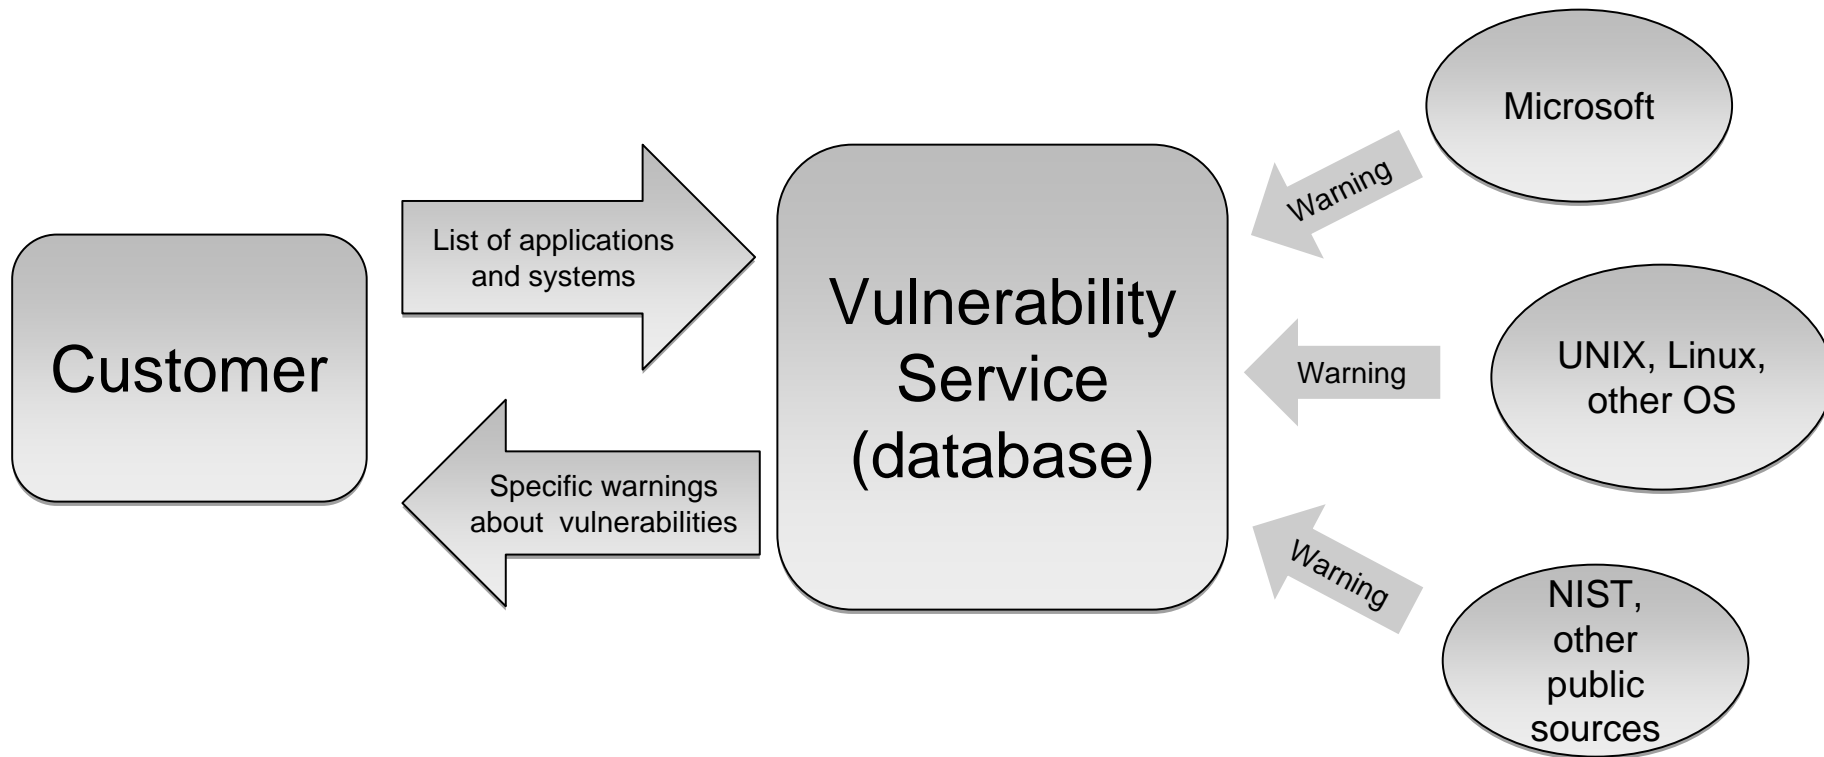 Customer
List of applications
and systems
Specific warnings
about vulnerabilities
Vulnerability
Service
(database)
Warning
Warning
Warning
Microsoft
UNIX, Linux,
other OS
NIST,
other
public
sources